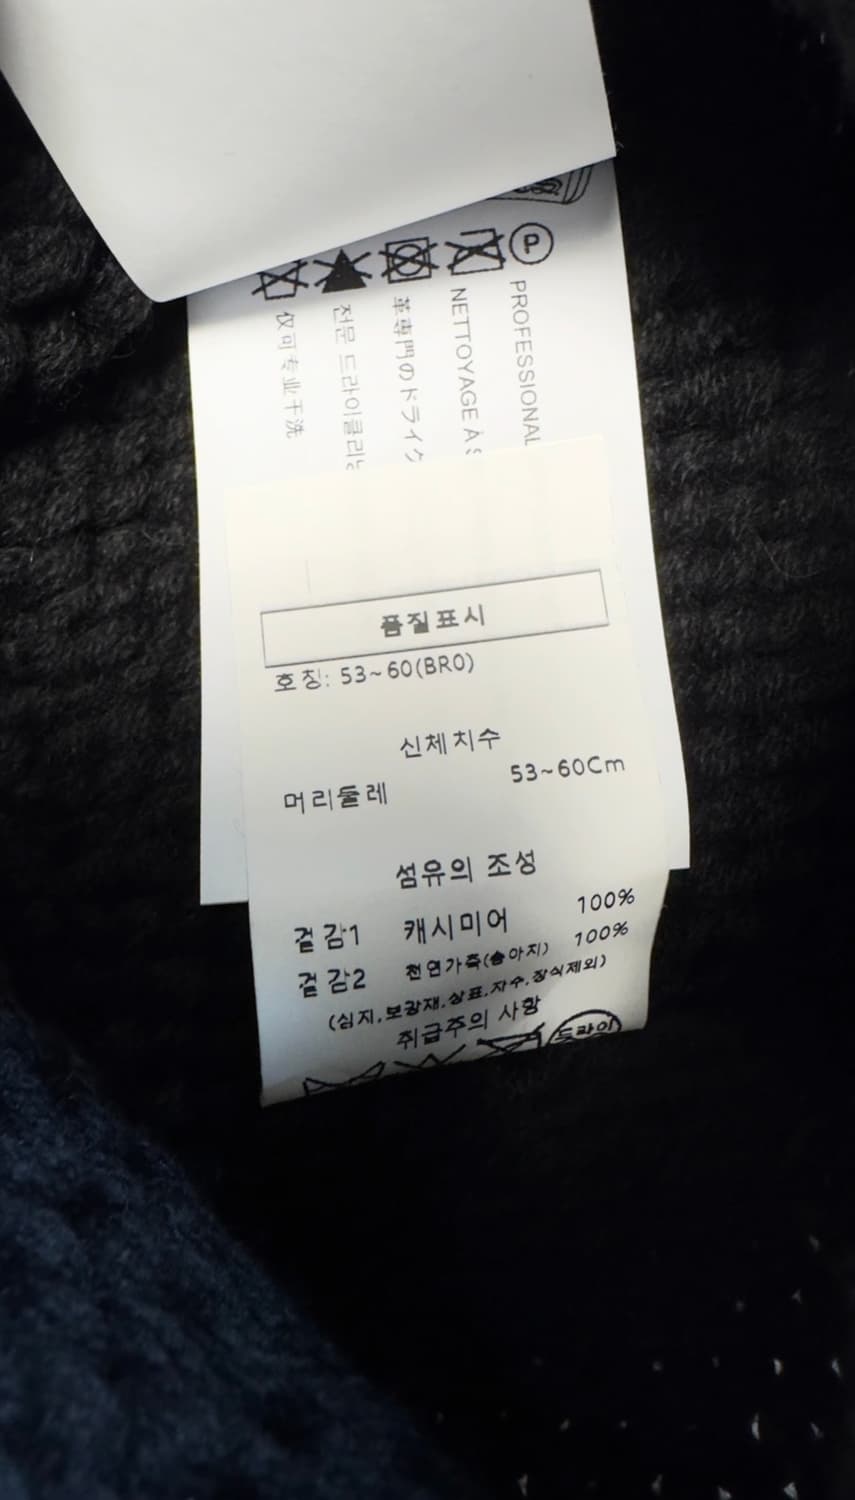 P
PROFESSIONAL
NETTOYAGE À
革専門のドライク
전문 드라이클리닝
仅可专业干洗
품질표시
호칭: 53~60(BRO)
신체치수
머리둘레 53~60Cm
섬유의 조성
겉감1 캐시미어 100%
겉감2 천연가죽(송아지) 100%
(심지,보강재,상표,자수,장식제외)
취급주의 사항
드라이